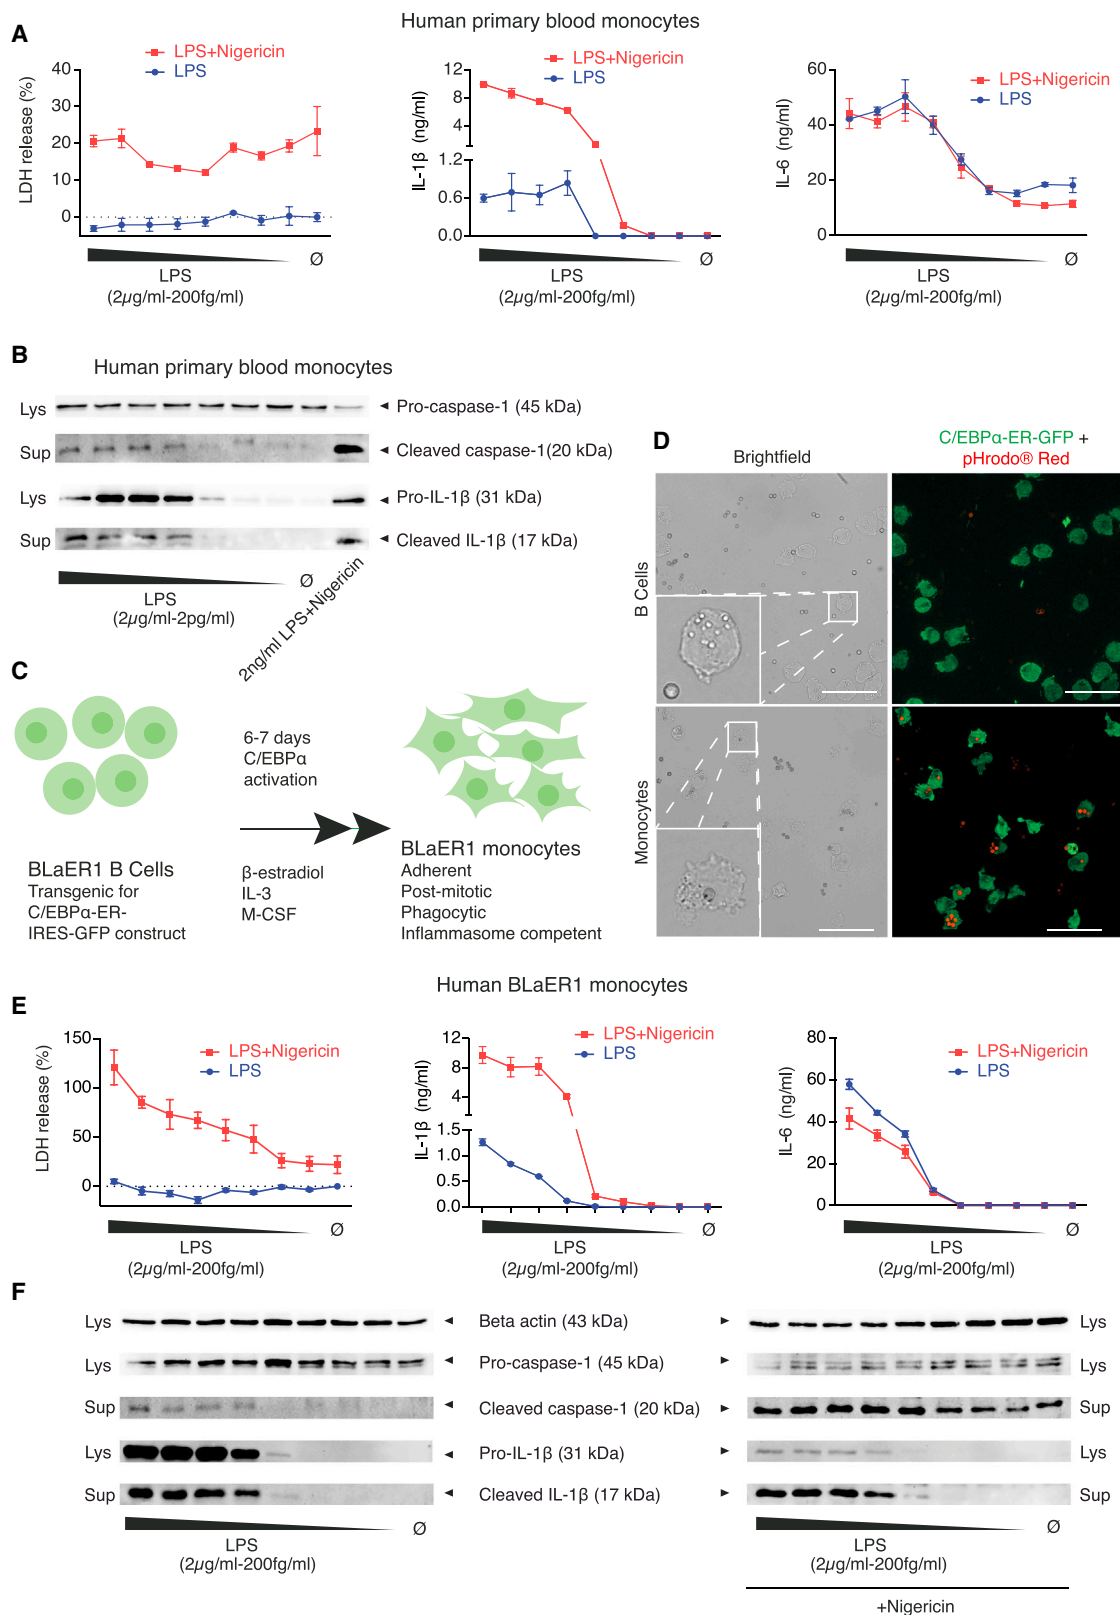 Human primary blood monocytes
A
LPS+Nigericin
LPS
LDH release (%)
40
30
20
10
0
LPS
(2µg/ml-200fg/ml)
Ø
LPS+Nigericin
LPS
IL-1β (ng/ml)
12
8
4
1.2
0.6
0.0
LPS
(2µg/ml-200fg/ml)
Ø
LPS+Nigericin
LPS
IL-6 (ng/ml)
60
40
20
0
LPS
(2µg/ml-200fg/ml)
Ø
B
Human primary blood monocytes
Lys
Pro-caspase-1 (45 kDa)
Sup
Cleaved caspase-1(20 kDa)
Lys
Pro-IL-1β (31 kDa)
Sup
Cleaved IL-1β (17 kDa)
LPS
(2µg/ml-2pg/ml)
Ø
2ng/ml LPS+Nigericin
C
6-7 days
C/EBPα
activation
β-estradiol
IL-3
M-CSF
BLaER1 B Cells
Transgenic for
C/EBPα-ER-
IRES-GFP construct
BLaER1 monocytes
Adherent
Post-mitotic
Phagocytic
Inflammasome competent
D
Brightfield
C/EBPα-ER-GFP +
pHrodo® Red
B Cells
Monocytes
Human BLaER1 monocytes
E
LPS+Nigericin
LPS
LDH release (%)
150
100
50
0
LPS
(2µg/ml-200fg/ml)
Ø
LPS+Nigericin
LPS
IL-1β (ng/ml)
12
8
4
1.5
1.0
0.5
0.0
LPS
(2µg/ml-200fg/ml)
Ø
LPS+Nigericin
LPS
IL-6 (ng/ml)
80
60
40
20
0
LPS
(2µg/ml-200fg/ml)
Ø
F
Lys
Beta actin (43 kDa)
Lys
Lys
Pro-caspase-1 (45 kDa)
Lys
Sup
Cleaved caspase-1 (20 kDa)
Sup
Lys
Pro-IL-1β (31 kDa)
Lys
Sup
Cleaved IL-1β (17 kDa)
Sup
LPS
(2µg/ml-200fg/ml)
Ø
LPS
(2µg/ml-200fg/ml)
Ø
+Nigericin